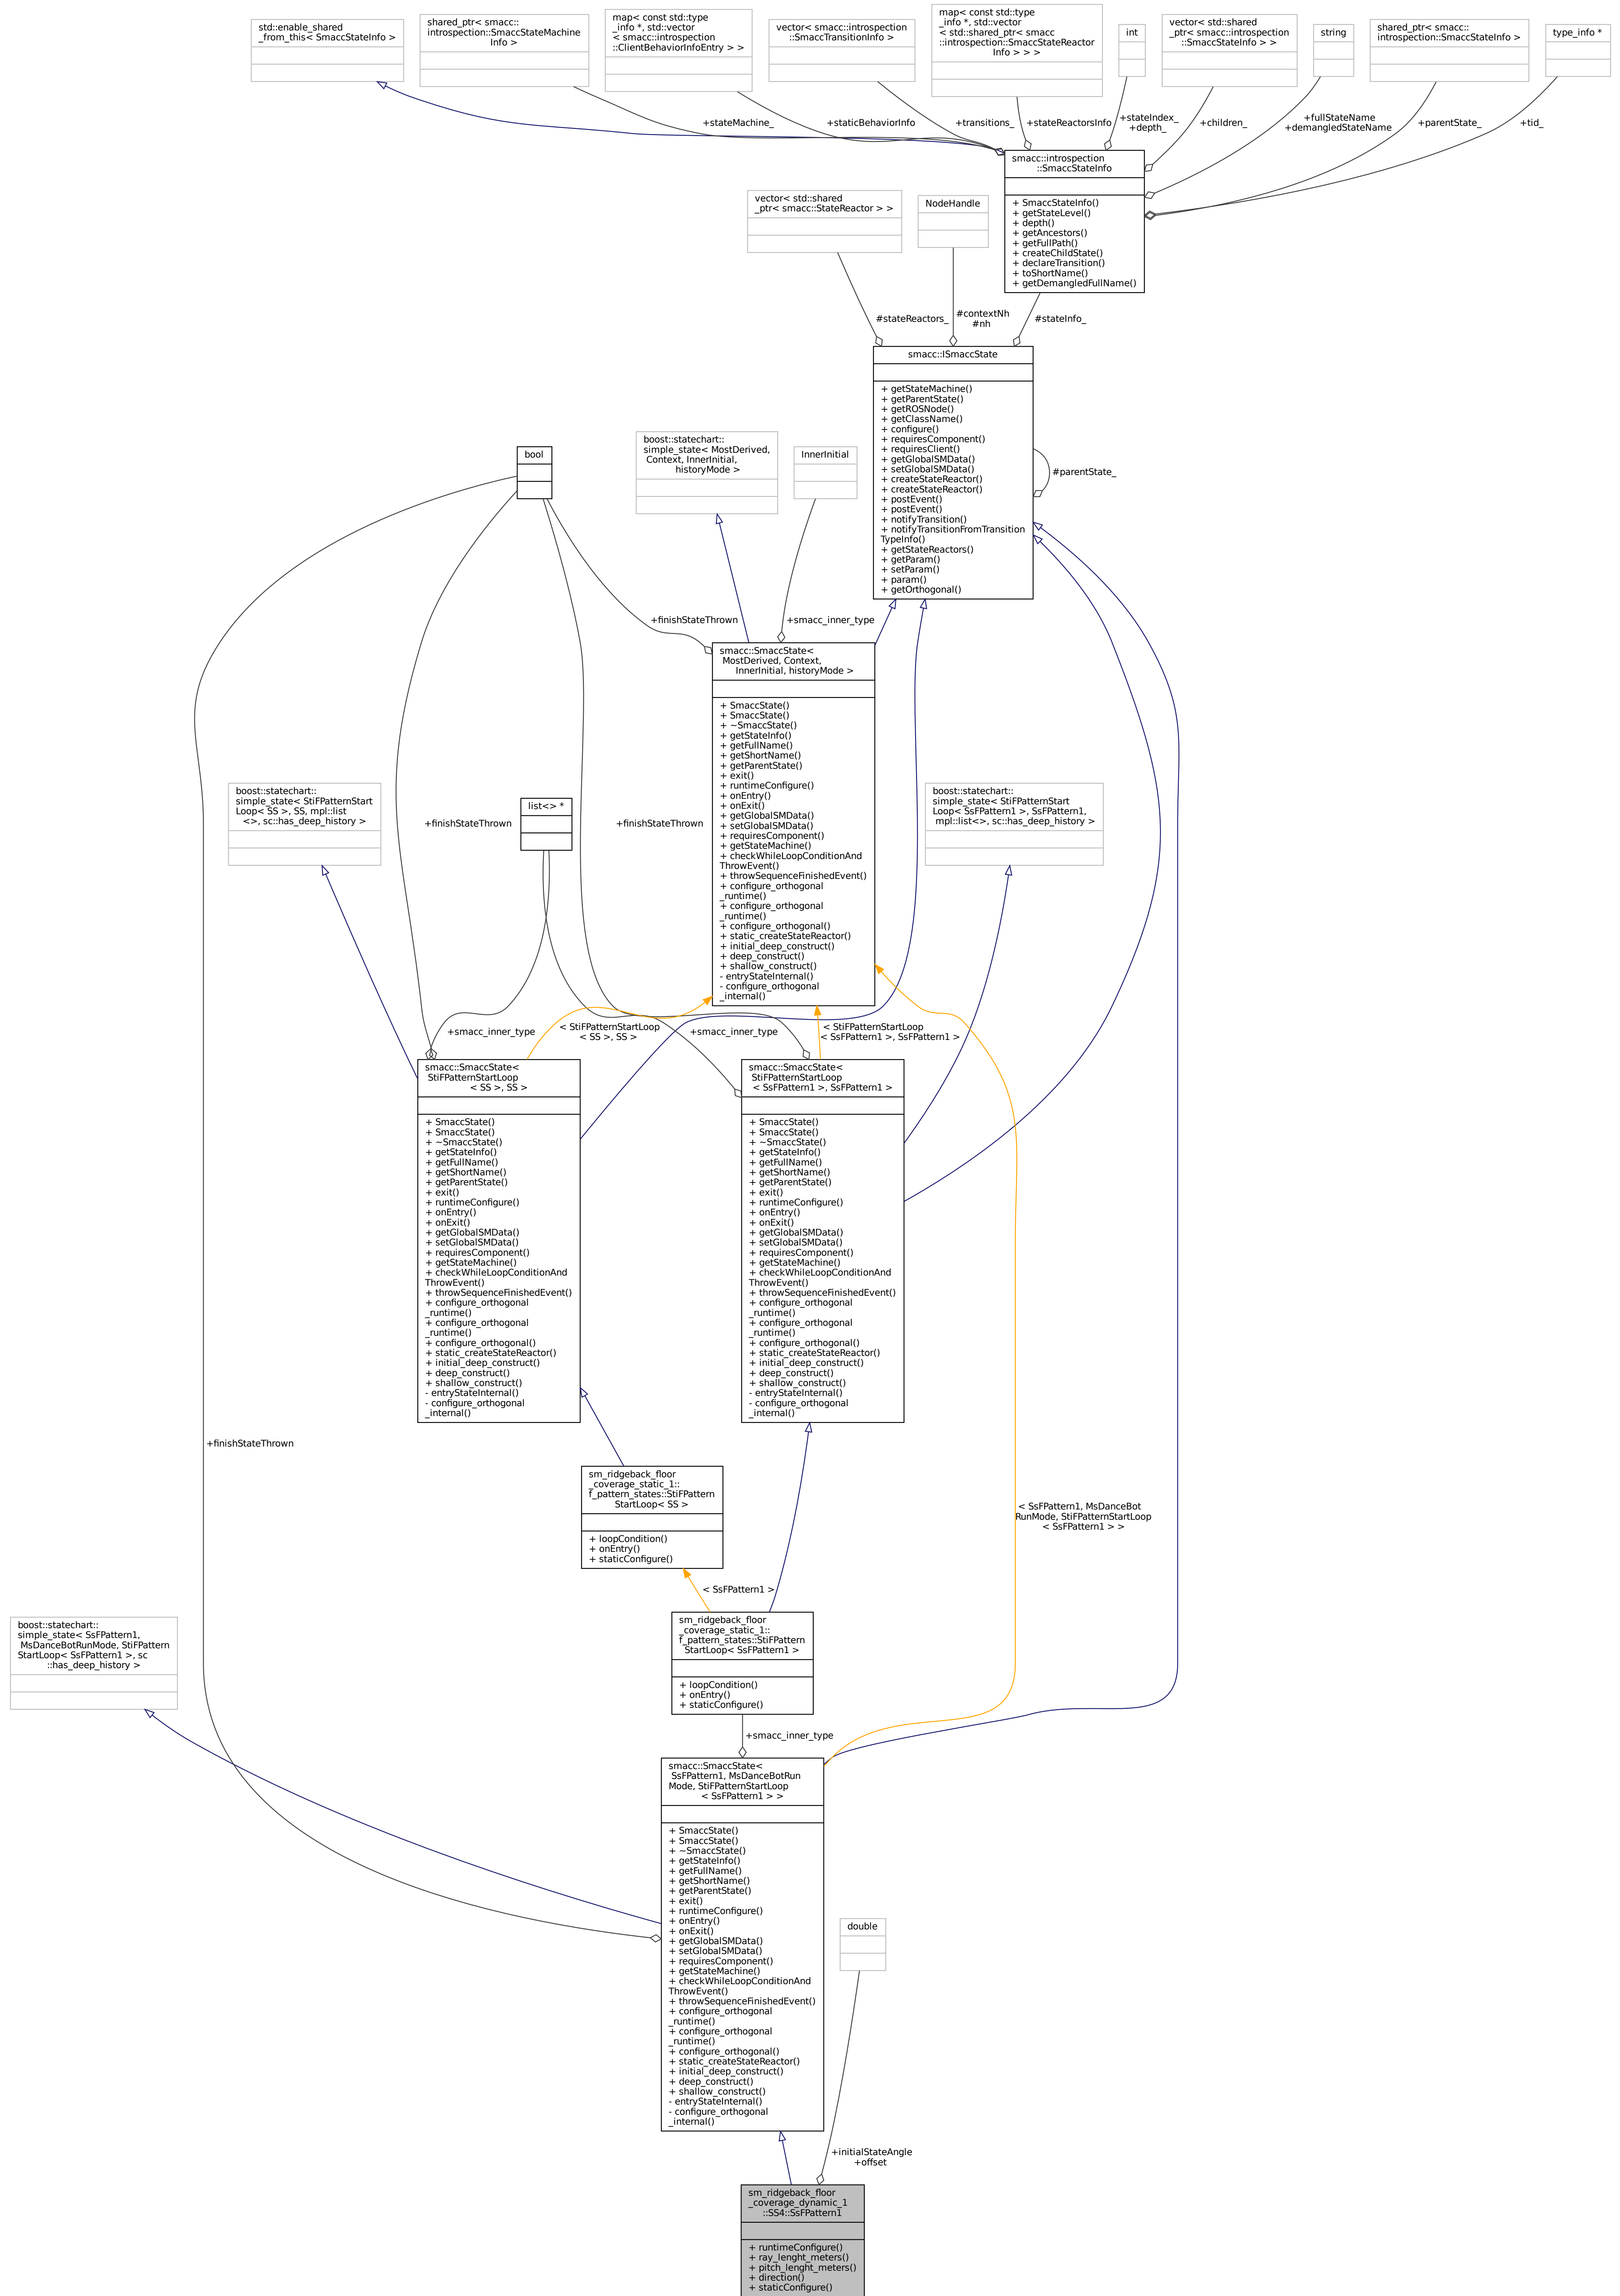 std::enable_shared
_from_this< SmaccStateInfo >
shared_ptr< smacc::
introspection::SmaccStateMachine
Info >
map< const std::type
_info *, std::vector
< smacc::introspection
::ClientBehaviorInfoEntry > >
vector< smacc::introspection
::SmaccTransitionInfo >
map< const std::type
_info *, std::vector
< std::shared_ptr< smacc
::introspection::SmaccStateReactor
Info > > >
int
vector< std::shared
_ptr< smacc::introspection
::SmaccStateInfo > >
string
shared_ptr< smacc::
introspection::SmaccStateInfo >
type_info *
+stateMachine_
+staticBehaviorInfo
+transitions_
+stateReactorsInfo
+stateIndex_
+depth_
+children_
+fullStateName
+demangledStateName
+parentState_
+tid_
smacc::introspection
::SmaccStateInfo
+ SmaccStateInfo()
+ getStateLevel()
+ depth()
+ getAncestors()
+ getFullPath()
+ createChildState()
+ declareTransition()
+ toShortName()
+ getDemangledFullName()
vector< std::shared
_ptr< smacc::StateReactor > >
NodeHandle
#stateReactors_
#contextNh
#nh
#stateInfo_
smacc::ISmaccState
+ getStateMachine()
+ getParentState()
+ getROSNode()
+ getClassName()
+ configure()
+ requiresComponent()
+ requiresClient()
+ getGlobalSMData()
+ setGlobalSMData()
+ createStateReactor()
+ createStateReactor()
+ postEvent()
+ postEvent()
+ notifyTransition()
+ notifyTransitionFromTransition
TypeInfo()
+ getStateReactors()
+ getParam()
+ setParam()
+ param()
+ getOrthogonal()
#parentState_
bool
boost::statechart::
simple_state< MostDerived,
Context, InnerInitial,
historyMode >
InnerInitial
+finishStateThrown
+smacc_inner_type
smacc::SmaccState<
MostDerived, Context,
InnerInitial, historyMode >
+ SmaccState()
+ SmaccState()
+ ~SmaccState()
+ getStateInfo()
+ getFullName()
+ getShortName()
+ getParentState()
+ exit()
+ runtimeConfigure()
+ onEntry()
+ onExit()
+ getGlobalSMData()
+ setGlobalSMData()
+ requiresComponent()
+ getStateMachine()
+ checkWhileLoopConditionAnd
ThrowEvent()
+ throwSequenceFinishedEvent()
+ configure_orthogonal
_runtime()
+ configure_orthogonal
_runtime()
+ configure_orthogonal()
+ static_createStateReactor()
+ initial_deep_construct()
+ deep_construct()
+ shallow_construct()
- entryStateInternal()
- configure_orthogonal
_internal()
boost::statechart::
simple_state< StiFPatternStart
Loop< SS >, SS, mpl::list
<>, sc::has_deep_history >
+finishStateThrown
list<> *
+finishStateThrown
boost::statechart::
simple_state< StiFPatternStart
Loop< SsFPattern1 >, SsFPattern1,
mpl::list<>, sc::has_deep_history >
+smacc_inner_type
< StiFPatternStartLoop
< SS >, SS >
+smacc_inner_type
< StiFPatternStartLoop
< SsFPattern1 >, SsFPattern1 >
smacc::SmaccState<
StiFPatternStartLoop
< SS >, SS >
+ SmaccState()
+ SmaccState()
+ ~SmaccState()
+ getStateInfo()
+ getFullName()
+ getShortName()
+ getParentState()
+ exit()
+ runtimeConfigure()
+ onEntry()
+ onExit()
+ getGlobalSMData()
+ setGlobalSMData()
+ requiresComponent()
+ getStateMachine()
+ checkWhileLoopConditionAnd
ThrowEvent()
+ throwSequenceFinishedEvent()
+ configure_orthogonal
_runtime()
+ configure_orthogonal
_runtime()
+ configure_orthogonal()
+ static_createStateReactor()
+ initial_deep_construct()
+ deep_construct()
+ shallow_construct()
- entryStateInternal()
- configure_orthogonal
_internal()
smacc::SmaccState<
StiFPatternStartLoop
< SsFPattern1 >, SsFPattern1 >
+ SmaccState()
+ SmaccState()
+ ~SmaccState()
+ getStateInfo()
+ getFullName()
+ getShortName()
+ getParentState()
+ exit()
+ runtimeConfigure()
+ onEntry()
+ onExit()
+ getGlobalSMData()
+ setGlobalSMData()
+ requiresComponent()
+ getStateMachine()
+ checkWhileLoopConditionAnd
ThrowEvent()
+ throwSequenceFinishedEvent()
+ configure_orthogonal
_runtime()
+ configure_orthogonal
_runtime()
+ configure_orthogonal()
+ static_createStateReactor()
+ initial_deep_construct()
+ deep_construct()
+ shallow_construct()
- entryStateInternal()
- configure_orthogonal
_internal()
+finishStateThrown
sm_ridgeback_floor
_coverage_static_1::
f_pattern_states::StiFPattern
StartLoop< SS >
+ loopCondition()
+ onEntry()
+ staticConfigure()
< SsFPattern1, MsDanceBot
RunMode, StiFPatternStartLoop
< SsFPattern1 > >
< SsFPattern1 >
sm_ridgeback_floor
_coverage_static_1::
f_pattern_states::StiFPattern
StartLoop< SsFPattern1 >
+ loopCondition()
+ onEntry()
+ staticConfigure()
boost::statechart::
simple_state< SsFPattern1,
MsDanceBotRunMode, StiFPattern
StartLoop< SsFPattern1 >, sc
::has_deep_history >
+smacc_inner_type
smacc::SmaccState<
SsFPattern1, MsDanceBotRun
Mode, StiFPatternStartLoop
< SsFPattern1 > >
+ SmaccState()
+ SmaccState()
+ ~SmaccState()
+ getStateInfo()
+ getFullName()
+ getShortName()
+ getParentState()
+ exit()
+ runtimeConfigure()
+ onEntry()
+ onExit()
+ getGlobalSMData()
+ setGlobalSMData()
+ requiresComponent()
+ getStateMachine()
+ checkWhileLoopConditionAnd
ThrowEvent()
+ throwSequenceFinishedEvent()
+ configure_orthogonal
_runtime()
+ configure_orthogonal
_runtime()
+ configure_orthogonal()
+ static_createStateReactor()
+ initial_deep_construct()
+ deep_construct()
+ shallow_construct()
- entryStateInternal()
- configure_orthogonal
_internal()
double
+initialStateAngle
+offset
sm_ridgeback_floor
_coverage_dynamic_1
::SS4::SsFPattern1
+ runtimeConfigure()
+ ray_lenght_meters()
+ pitch_lenght_meters()
+ direction()
+ staticConfigure()